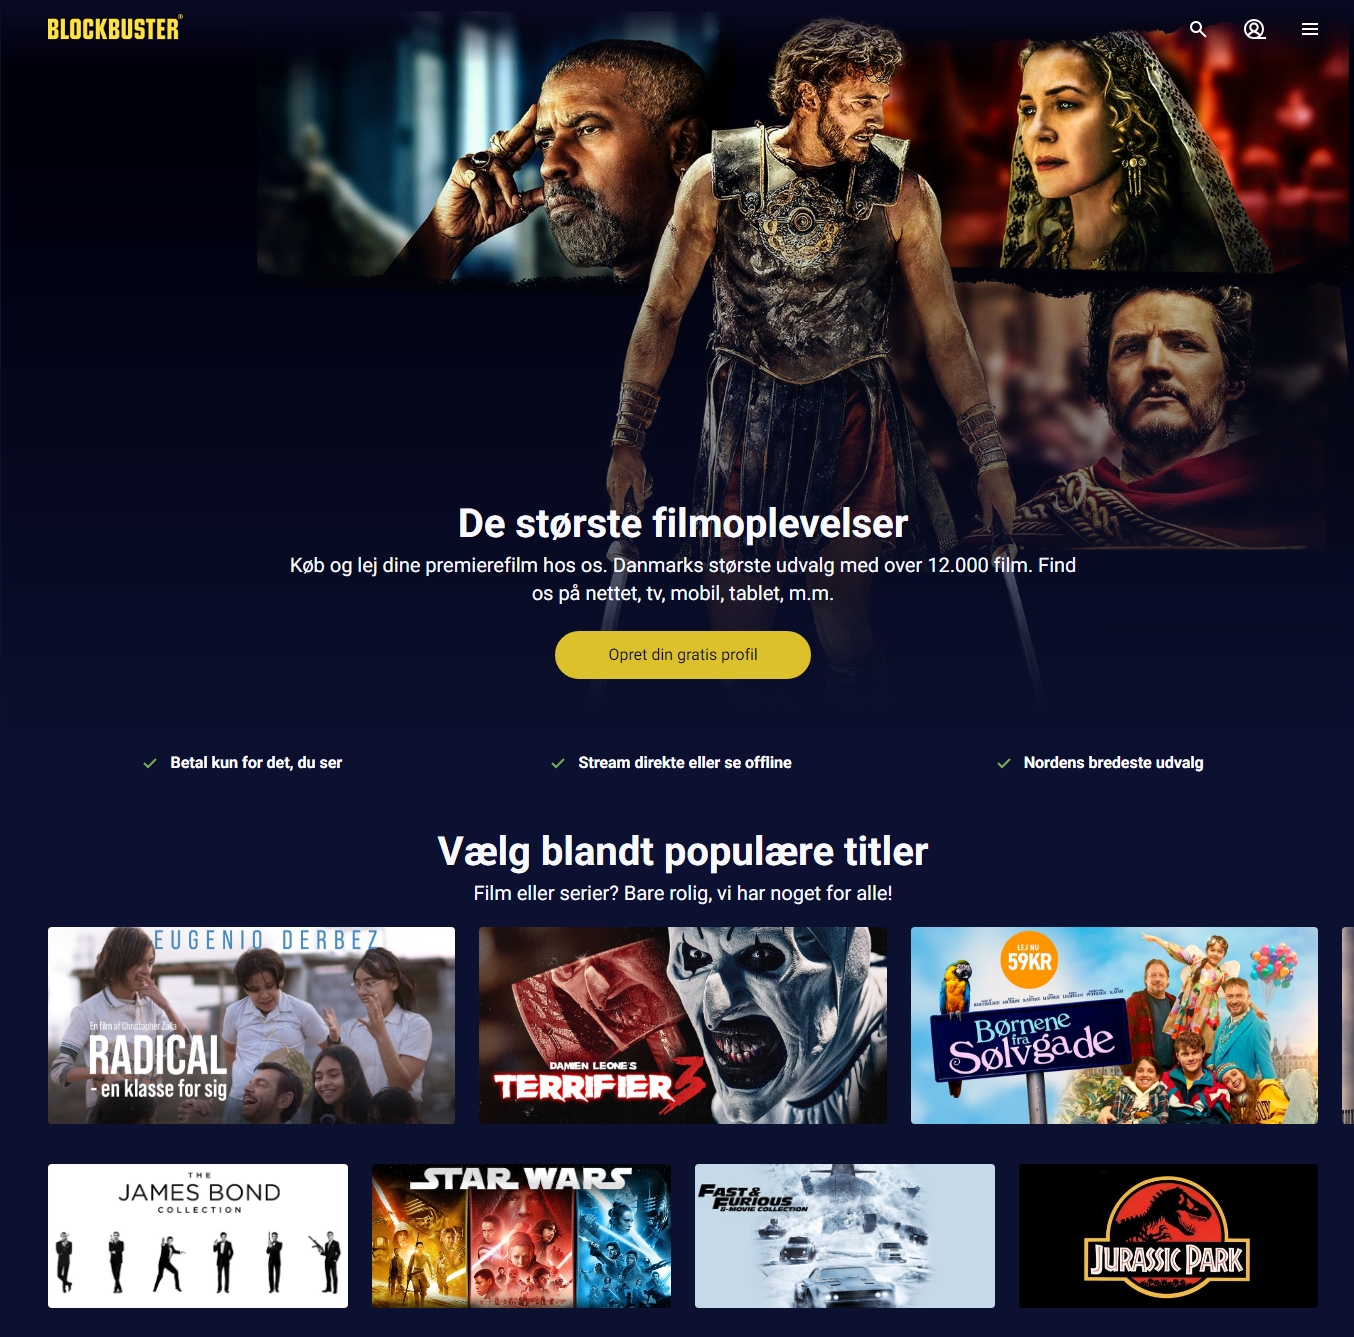 BLOCKBUSTER®
De største filmoplevelser
Køb og lej dine premierefilm hos os. Danmarks største udvalg med over 12.000 film. Find
os på nettet, tv, mobil, tablet, m.m.
Opret din gratis profil
Betal kun for det, du ser
Stream direkte eller se offline
Nordens bredeste udvalg
Vælg blandt populære titler
Film eller serier? Bare rolig, vi har noget for alle!
EUGENIO DERBEZ
En film af Christopher Zalla
RADICAL
- en klasse for sig
DAMIEN LEONE'S
TERRIFIER 3
LEJ NU
59KR
Børnene
fra
Sølvgade
THE
JAMES BOND
COLLECTION
STAR WARS
FAST &
FURIOUS
8-MOVIE COLLECTION
JURASSIC PARK